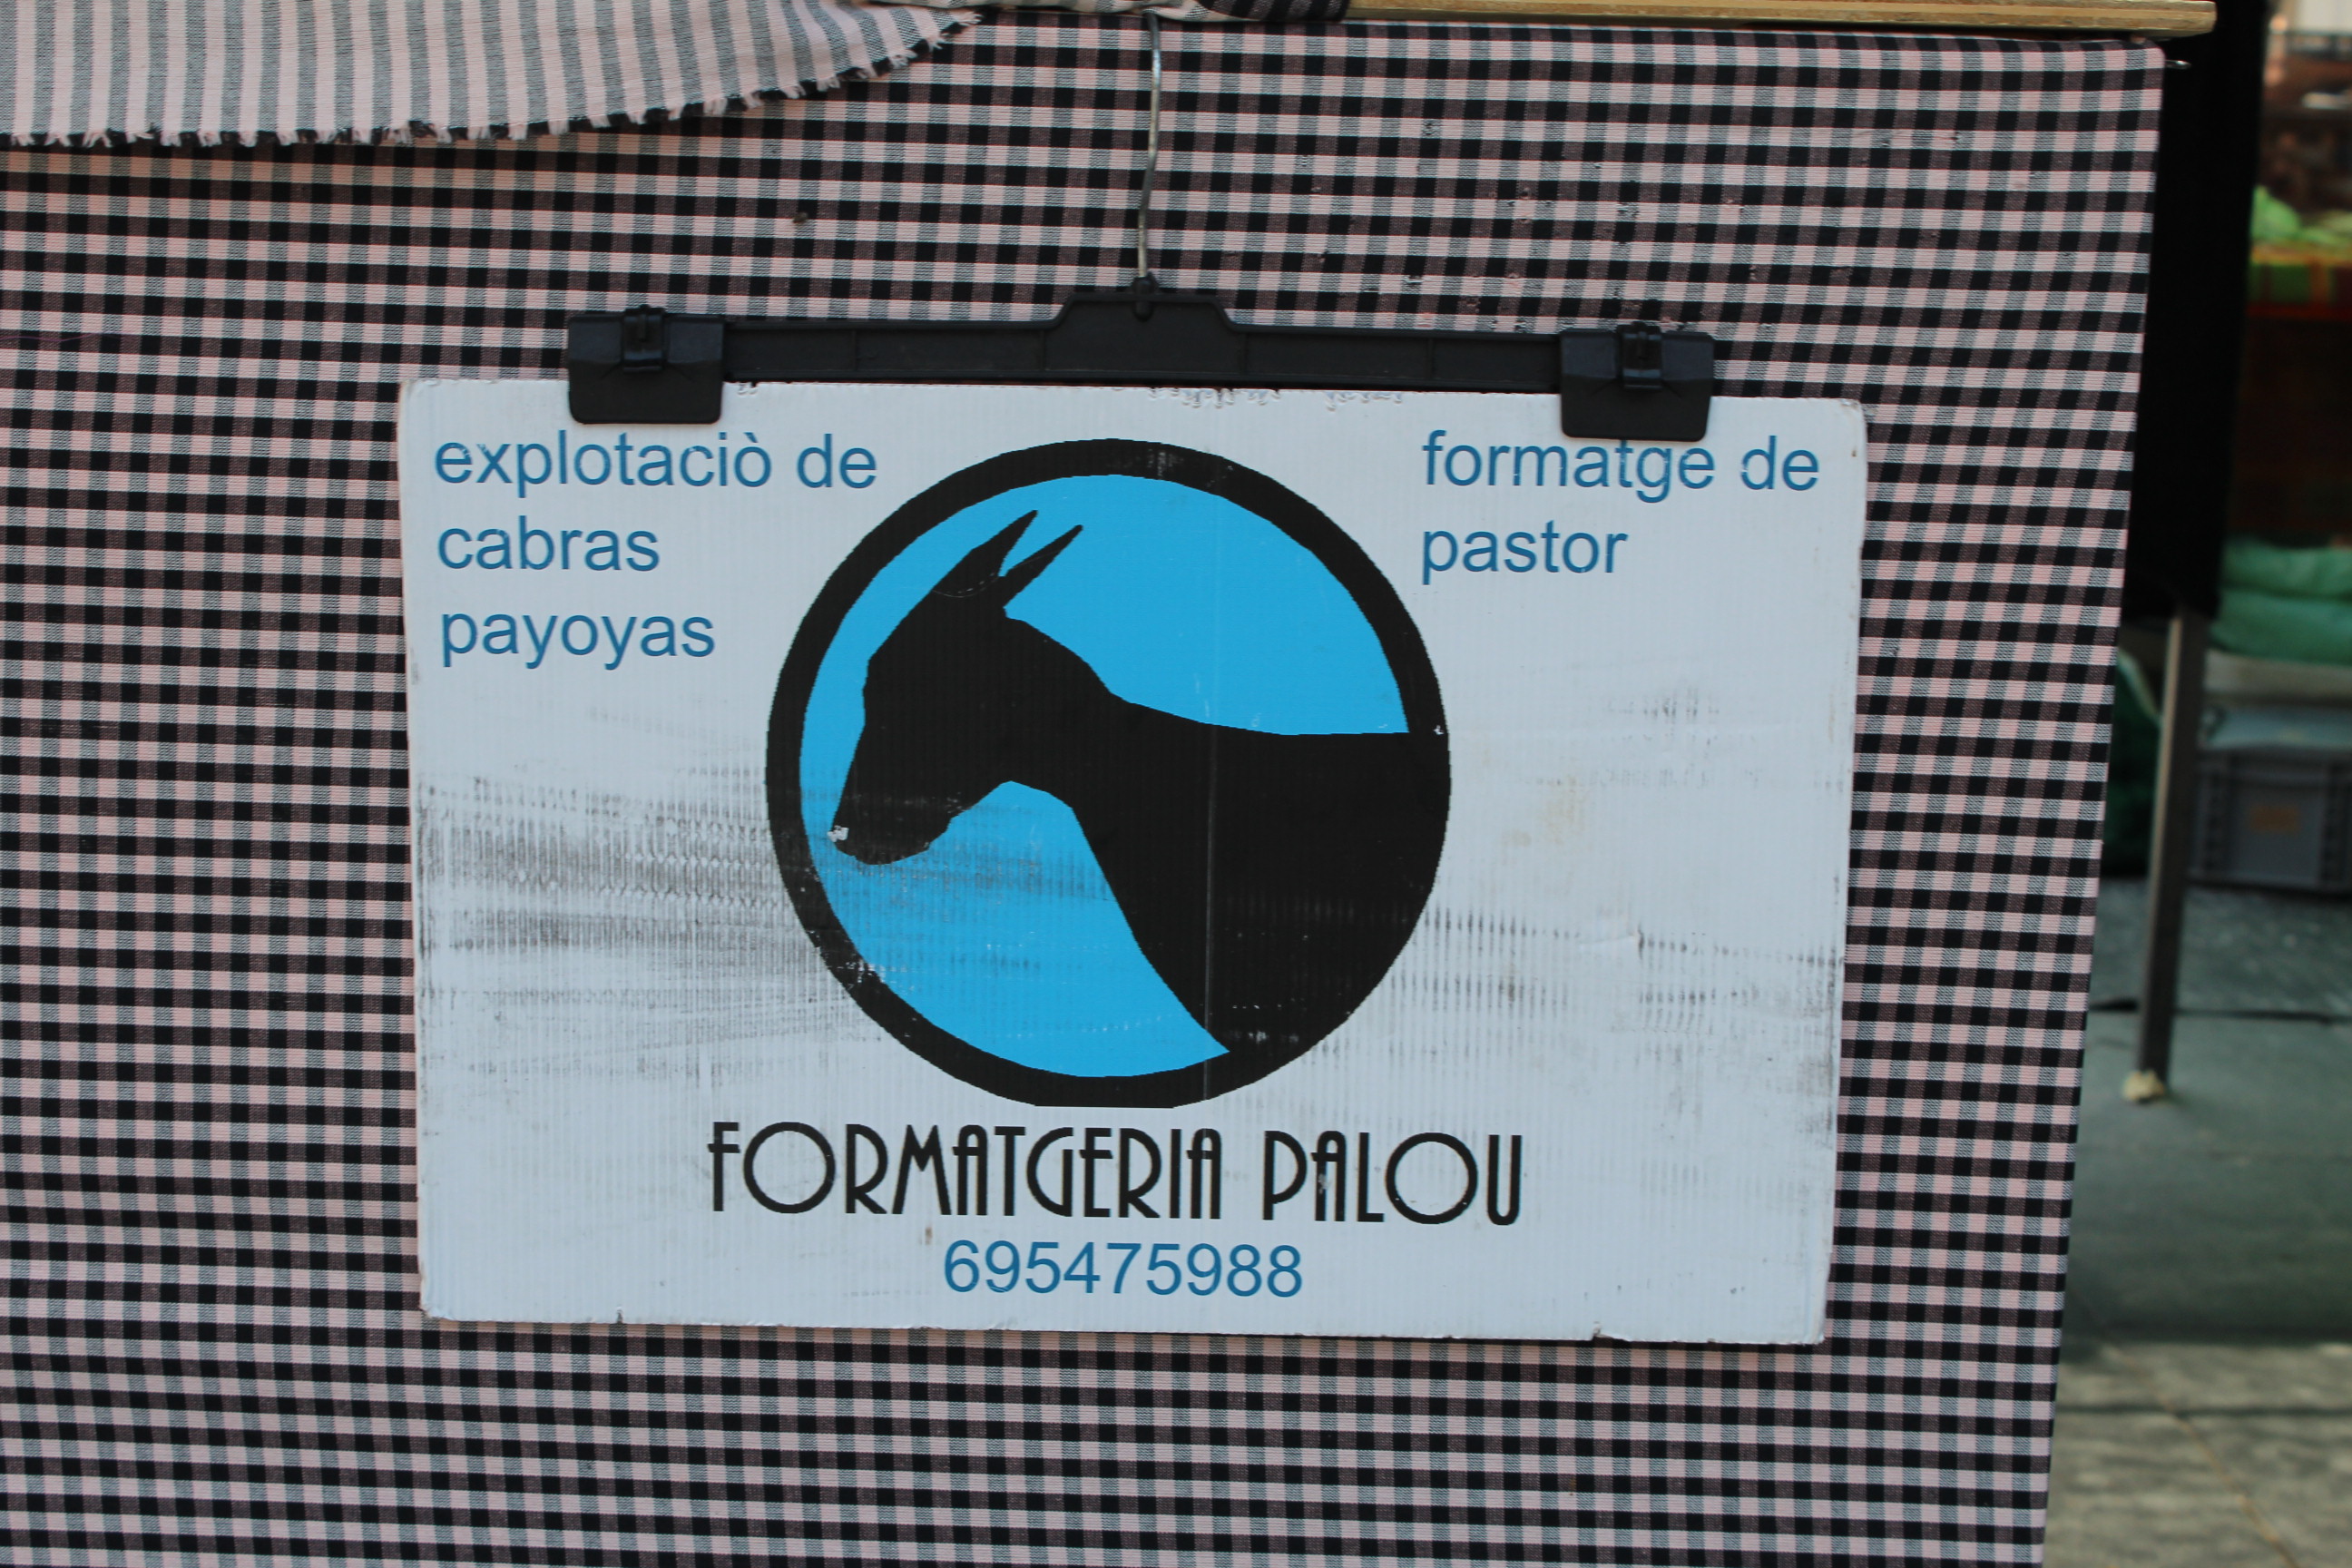 explotaciò de
cabras
payoyas
formatge de
pastor
FORMATGERIA PALOU
695475988